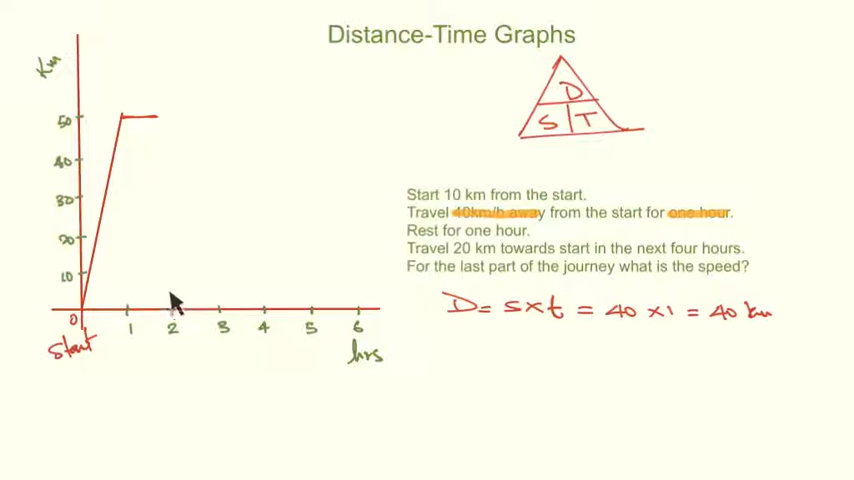 Distance-Time Graphs
Km
D
S T
50
40
30
20
10
0
1 2 3 4 5 6
Start
hrs
Start 10 km from the start.
Travel 40km/h away from the start for one hour.
Rest for one hour.
Travel 20 km towards start in the next four hours.
For the last part of the journey what is the speed?
D = s x t = 40 x 1 = 40 km